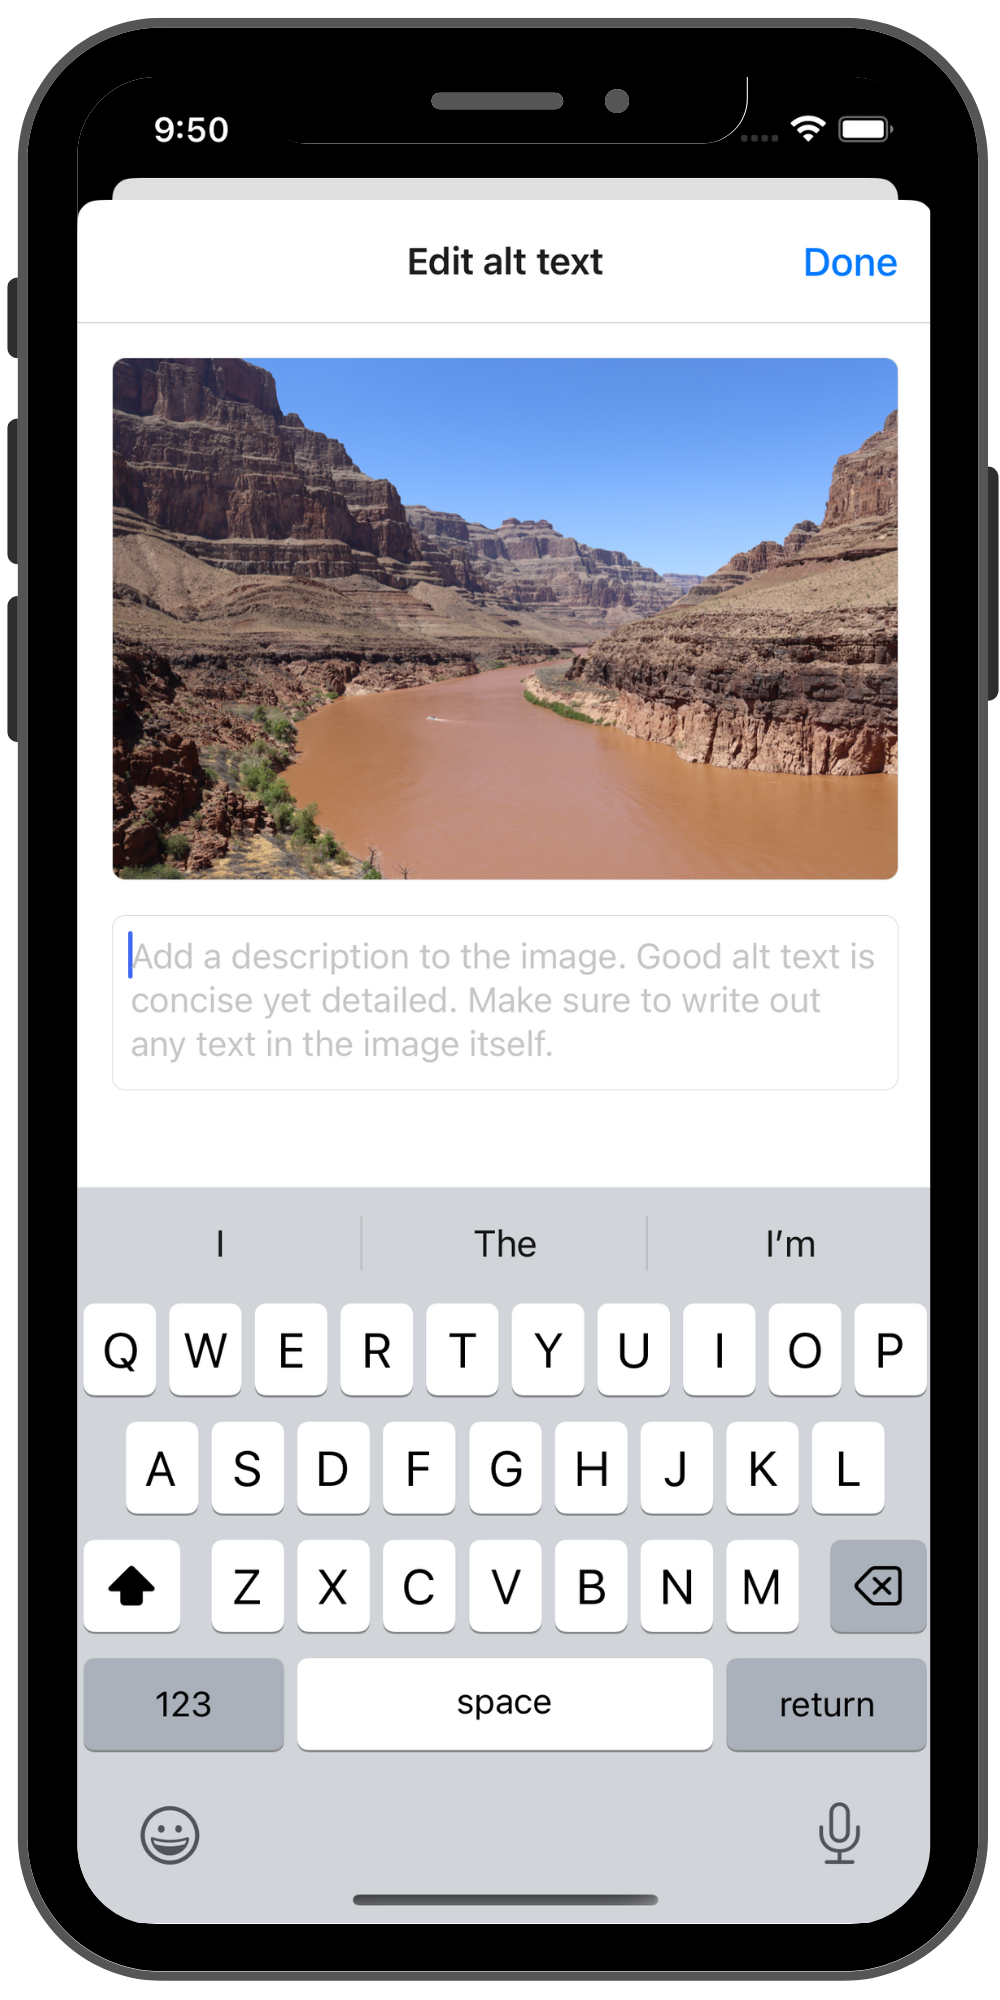 9:50
Edit alt text
Done
Add a description to the image. Good alt text is
concise yet detailed. Make sure to write out
any text in the image itself.
I
The
I’m
Q W E R T Y U I O P
A S D F G H J K L
Z X C V B N M
123
space
return